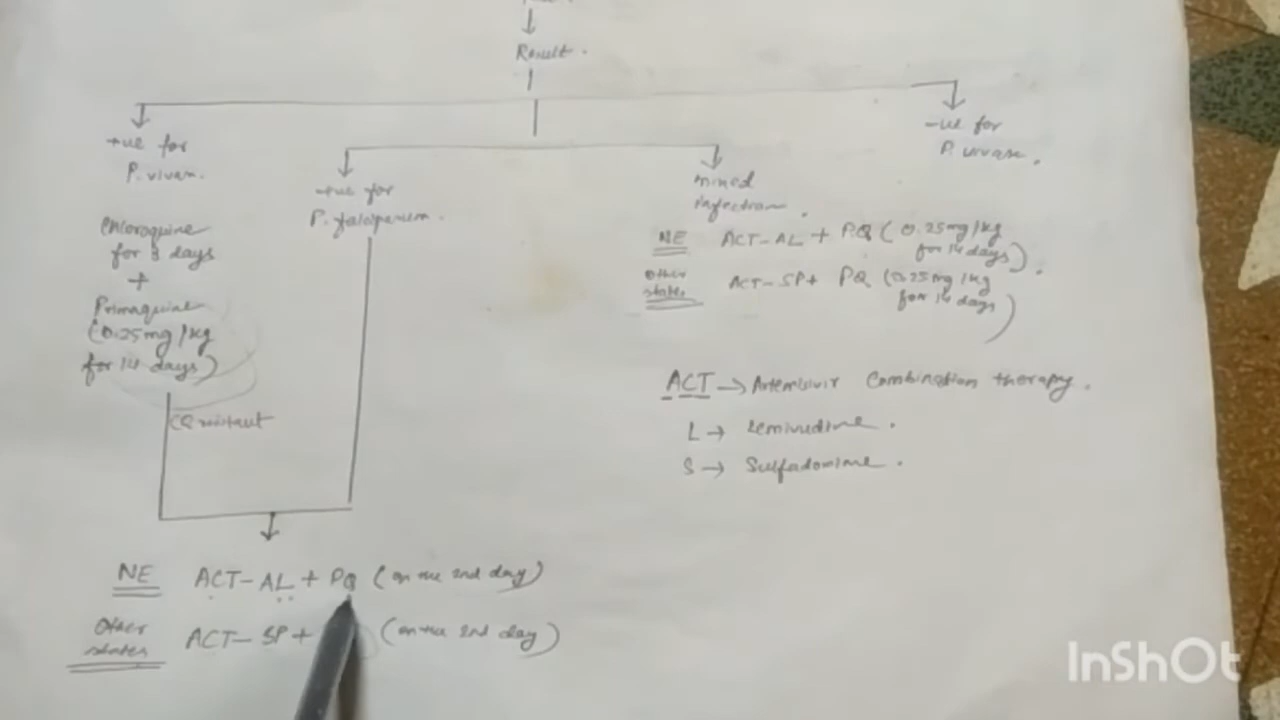 Result.
+ve for
P. vivax.
+ve for
P. falciparum.
mixed
infection.
-ve for
P. vivax.
Chloroquine
for 3 days
+
Primaquine
(0.25mg/kg
for 14 days)
CQ resistant
NE ACT-AL + PQ (0.25mg/kg
for 14 days).
Other
states ACT-SP+ PQ (0.25mg/kg
for 14 days)
ACT → Artemisivir Combination therapy.
L → Lemivudine.
S → Sulfadoxime.
NE ACT-AL + PQ (on the 2nd day)
Other
states ACT-SP+ (on the 2nd day)
InShOt